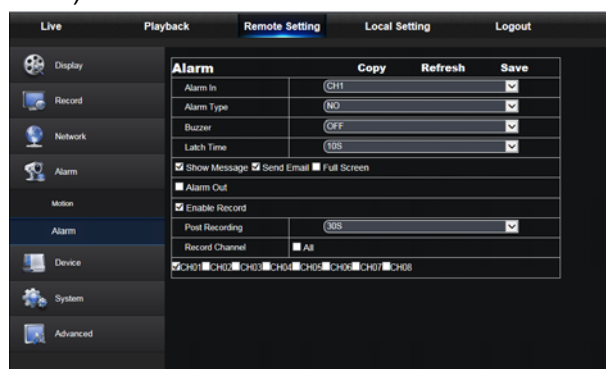 Live Playback Remote Setting Local Setting Logout
Display
Record
Network
Alarm
Motion
Alarm
Device
System
Advanced
Alarm Copy Refresh Save
Alarm In CH1
Alarm Type NO
Buzzer OFF
Latch Time 10S
Show Message Send Email Full Screen
Alarm Out
Enable Record
Post Recording 30S
Record Channel All
CH01 CH02 CH03 CH04 CH05 CH06 CH07 CH08